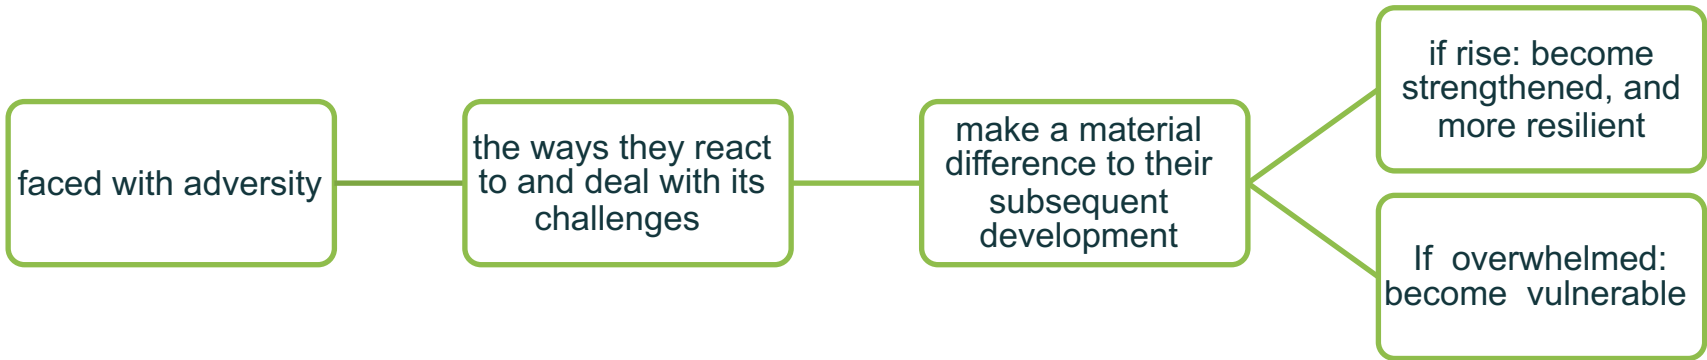 faced with adversity
the ways they react
to and deal with its
challenges
make a material
difference to their
subsequent
development
if rise: become
strengthened, and
more resilient
If overwhelmed:
become vulnerable